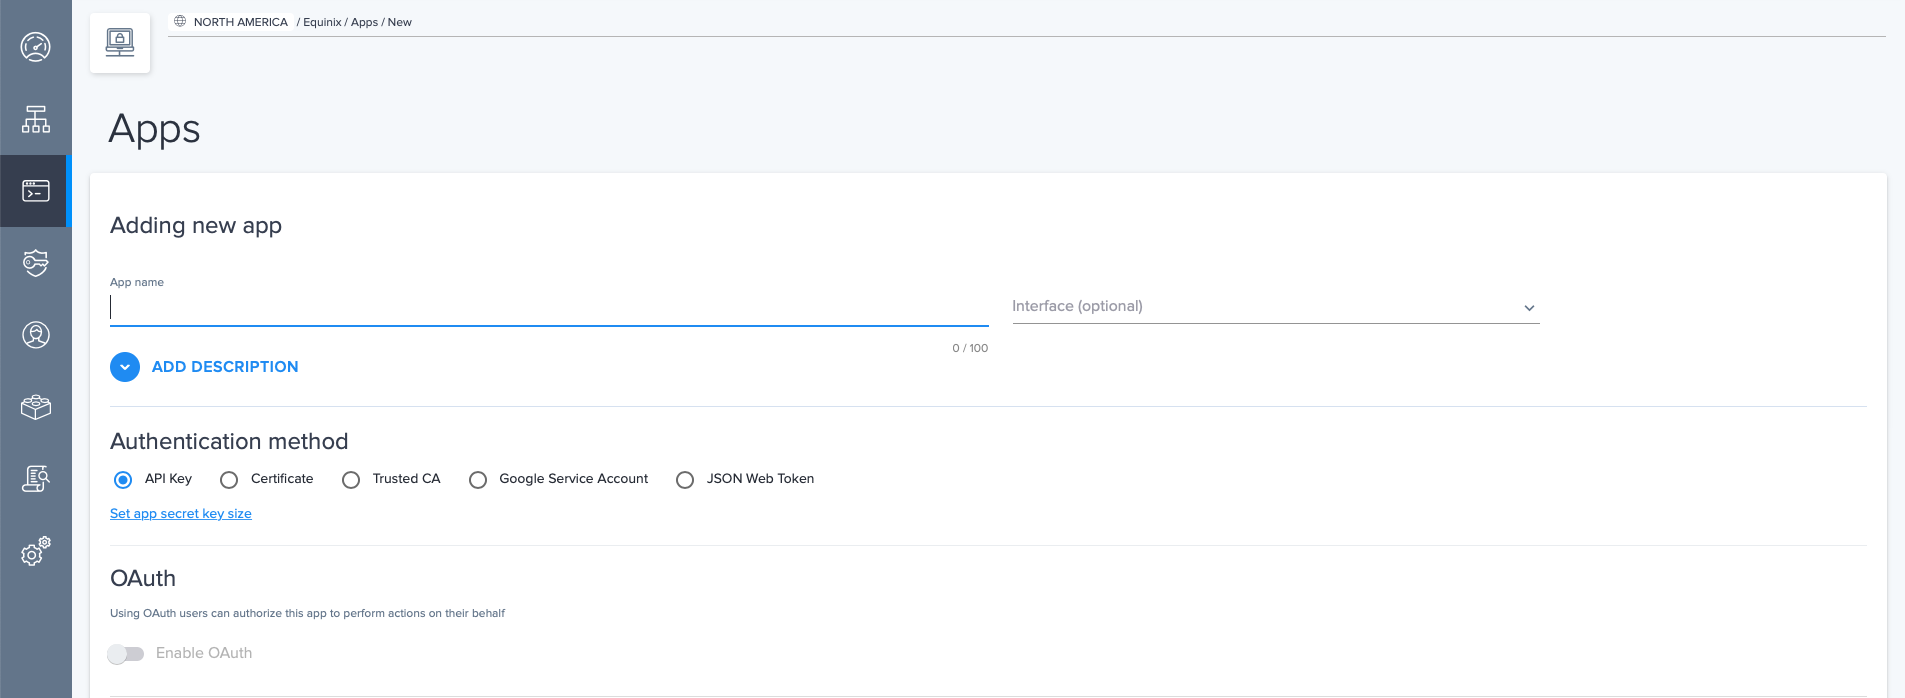 NORTH AMERICA / Equinix / Apps / New
Apps
Adding new app
App name
Interface (optional)
0 / 100
ADD DESCRIPTION
Authentication method
API Key Certificate Trusted CA Google Service Account JSON Web Token
Set app secret key size
OAuth
Using OAuth users can authorize this app to perform actions on their behalf
Enable OAuth